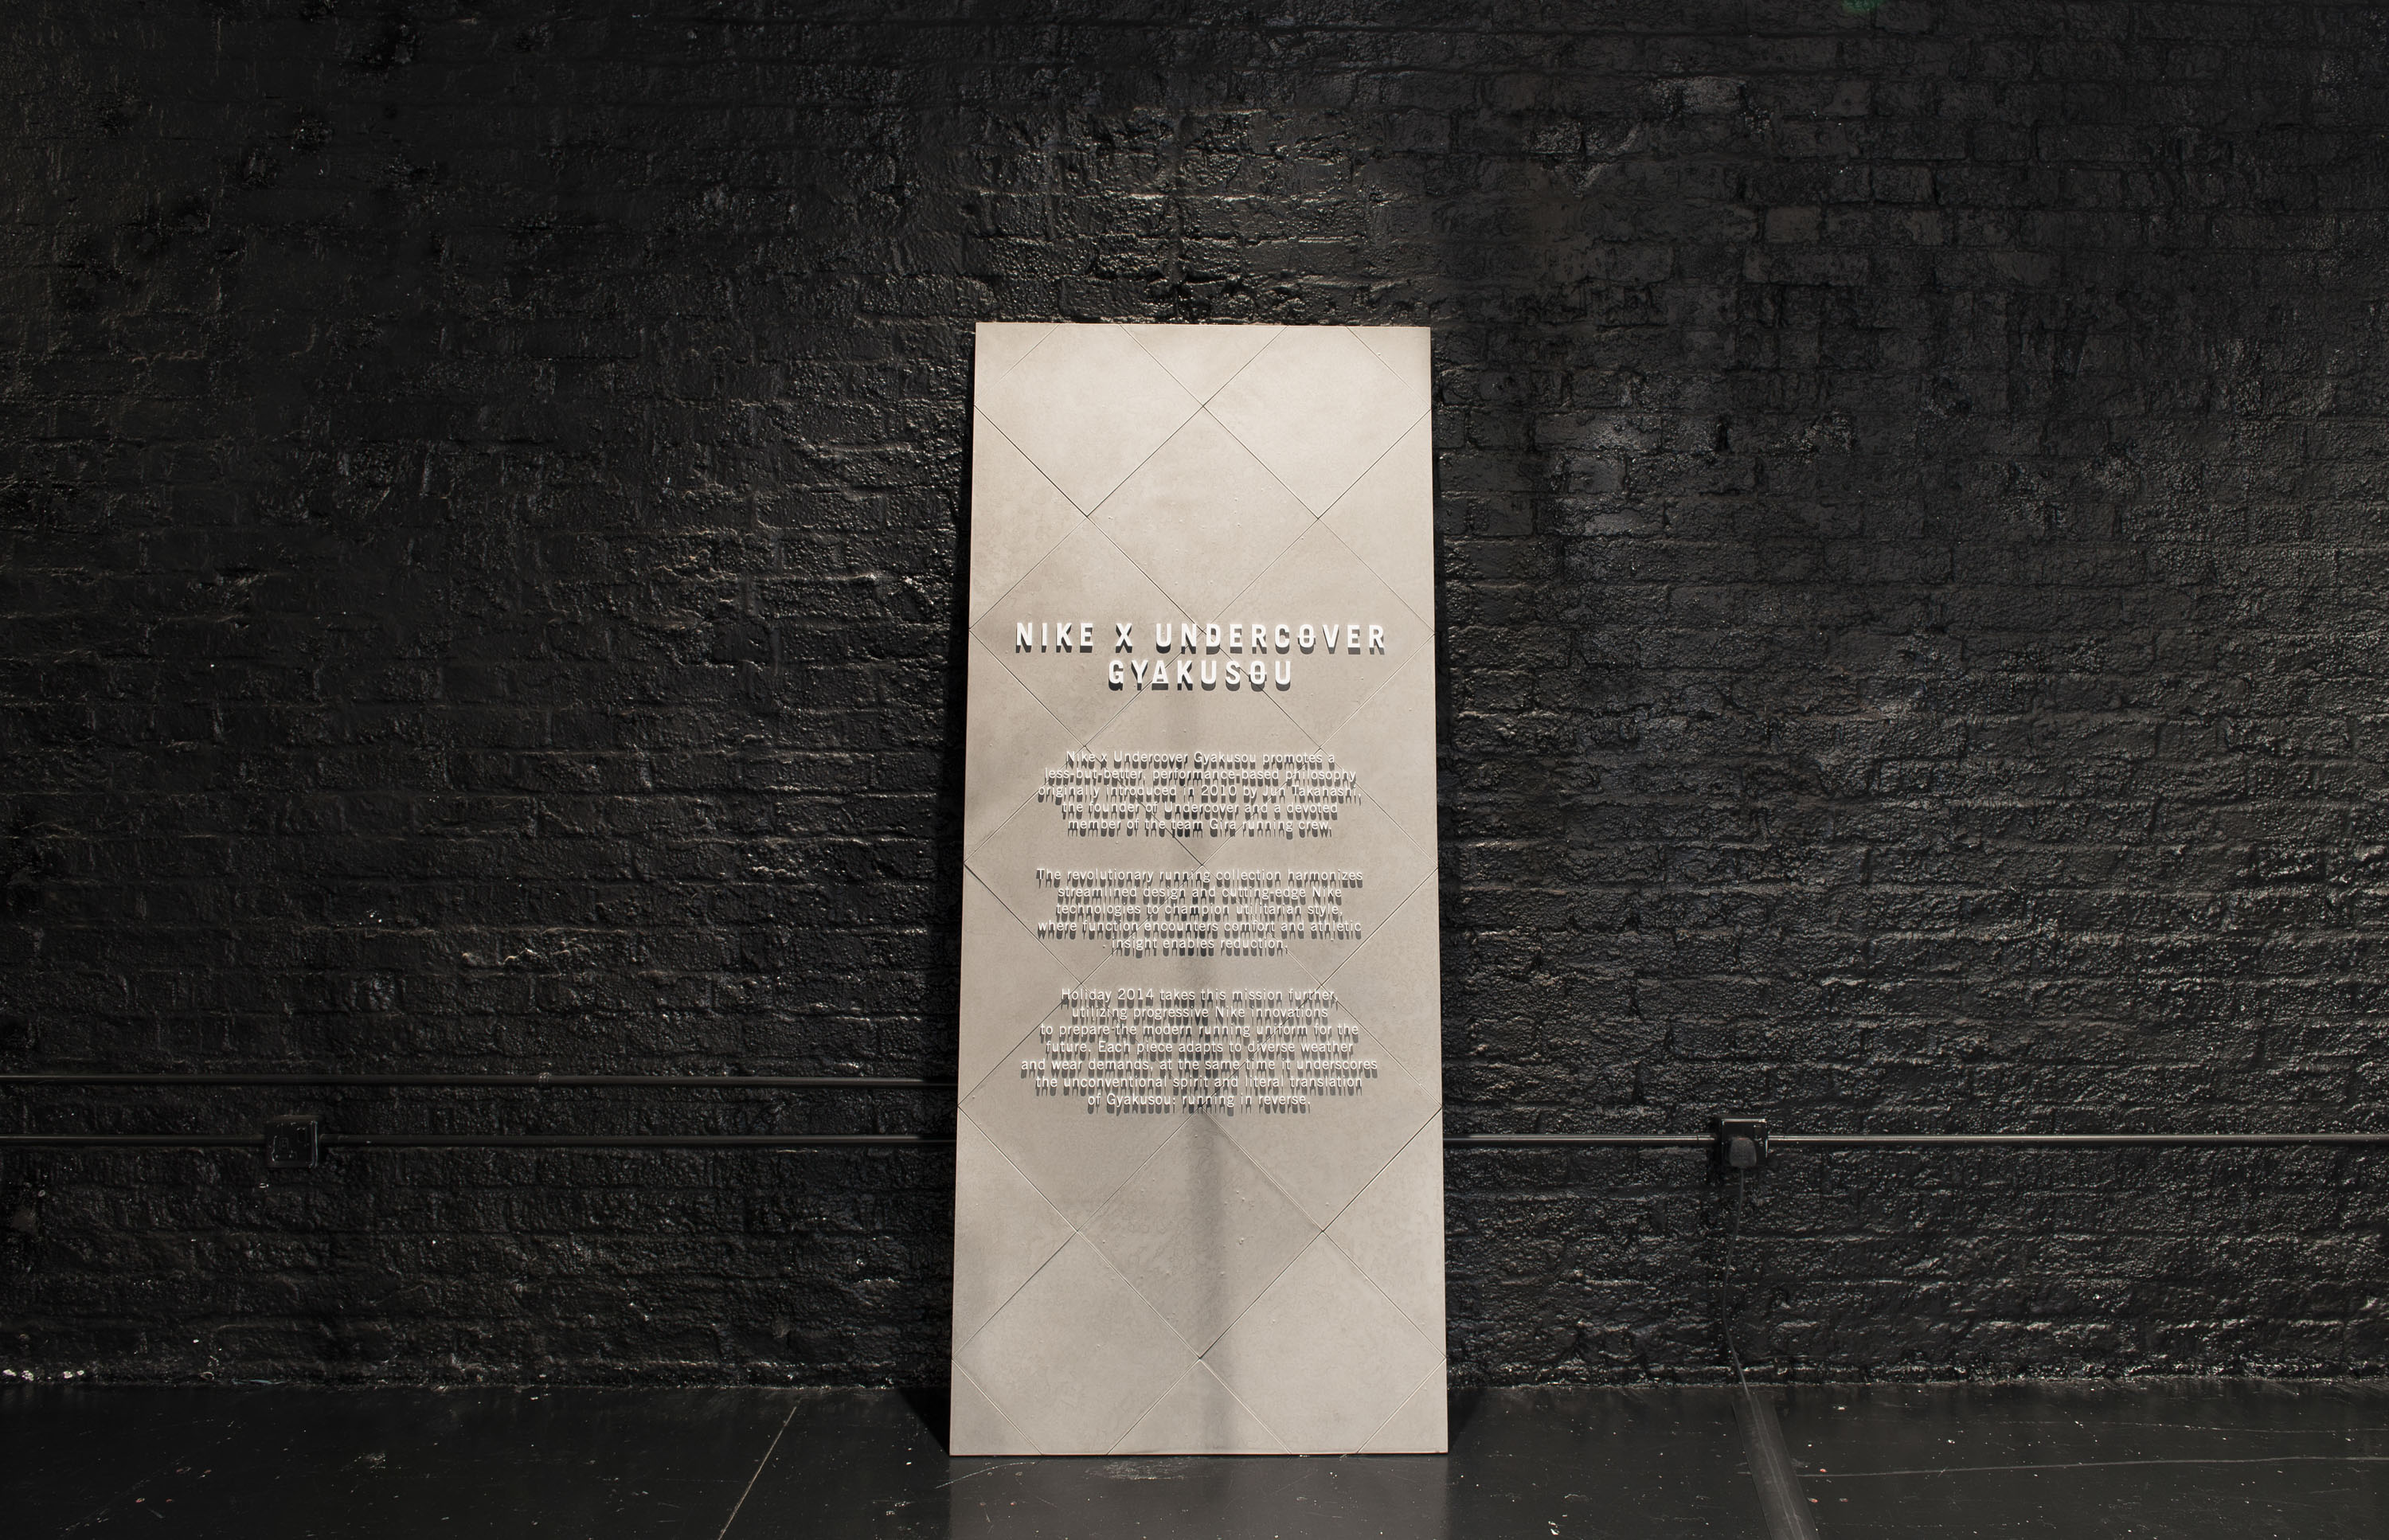 NIKE X UNDERCOVER
GYAKUSOU
Nike x Undercover Gyakusou promotes a
less-but-better, performance-based philosophy
originally introduced in 2010 by Jun Takahashi,
the founder of Undercover and a devoted
member of the team Gira running crew.
The revolutionary running collection harmonizes
streamlined design and cutting-edge Nike
technologies to champion utilitarian style,
where function encounters comfort and athletic
insight enables reduction.
Holiday 2014 takes this mission further,
utilizing progressive Nike innovations
to prepare the modern running uniform for the
future. Each piece adapts to diverse weather
and wear demands, at the same time it underscores
the unconventional spirit and literal translation
of Gyakusou: running in reverse.